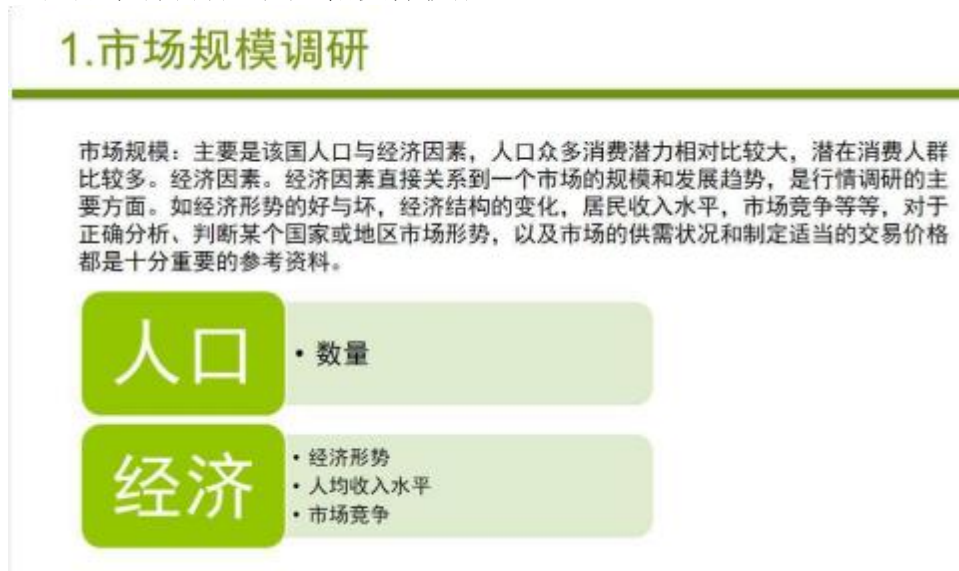 1.市场规模调研
市场规模：主要是该国人口与经济因素，人口众多消费潜力相对比较大，潜在消费人群
比较多。经济因素。经济因素直接关系到一个市场的规模和发展趋势，是行情调研的主
要方面。如经济形势的好与坏，经济结构的变化，居民收入水平，市场竞争等等，对于
正确分析、判断某个国家或地区市场形势，以及市场的供需状况和制定适当的交易价格
都是十分重要的参考资料。
人口
• 数量
经济
• 经济形势
• 人均收入水平
• 市场竞争